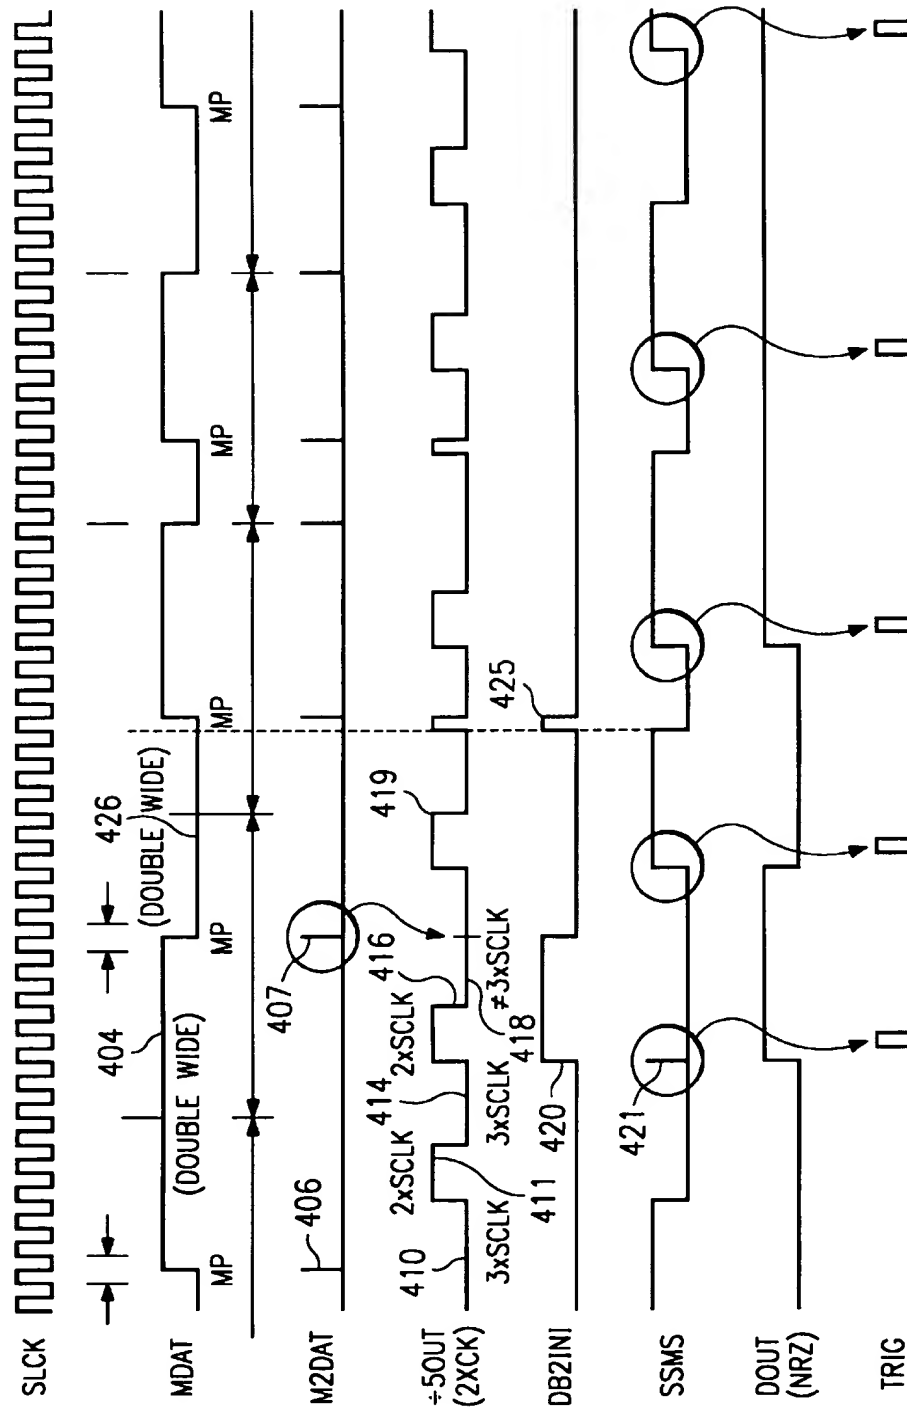 SLCK
MDAT
MP
404
(DOUBLE WIDE)
MP
426
(DOUBLE WIDE)
MP
MP
MP
M2DAT
406
407
÷5OUT
(2XCK)
410
3xSCLK
411
2xSCLK
414
3xSCLK
2xSCLK
416
418
≠3xSCLK
419
DB2INI
420
425
SSMS
421
DOUT
(NRZ)
TRIG